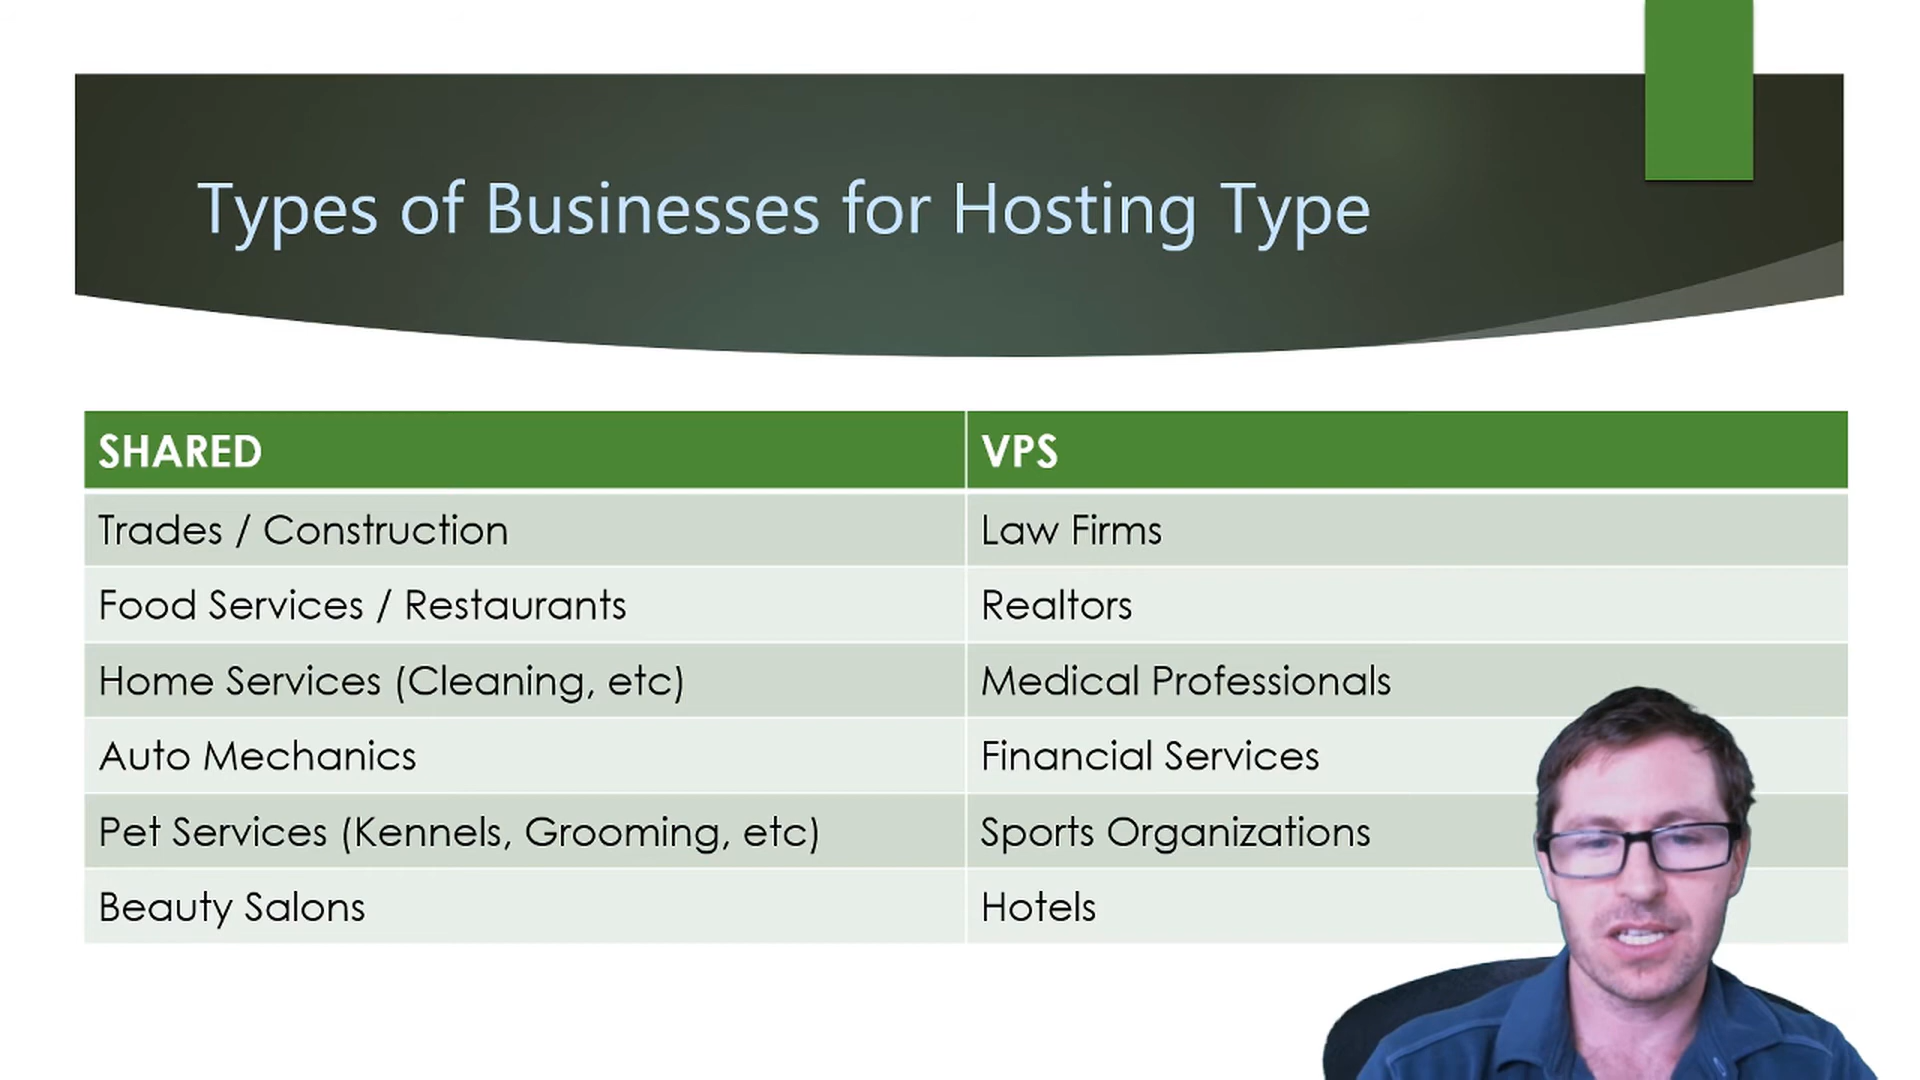 Types of Businesses for Hosting Type
SHARED
VPS
Trades / Construction
Law Firms
Food Services / Restaurants
Realtors
Home Services (Cleaning, etc)
Medical Professionals
Auto Mechanics
Financial Services
Pet Services (Kennels, Grooming, etc)
Sports Organizations
Beauty Salons
Hotels